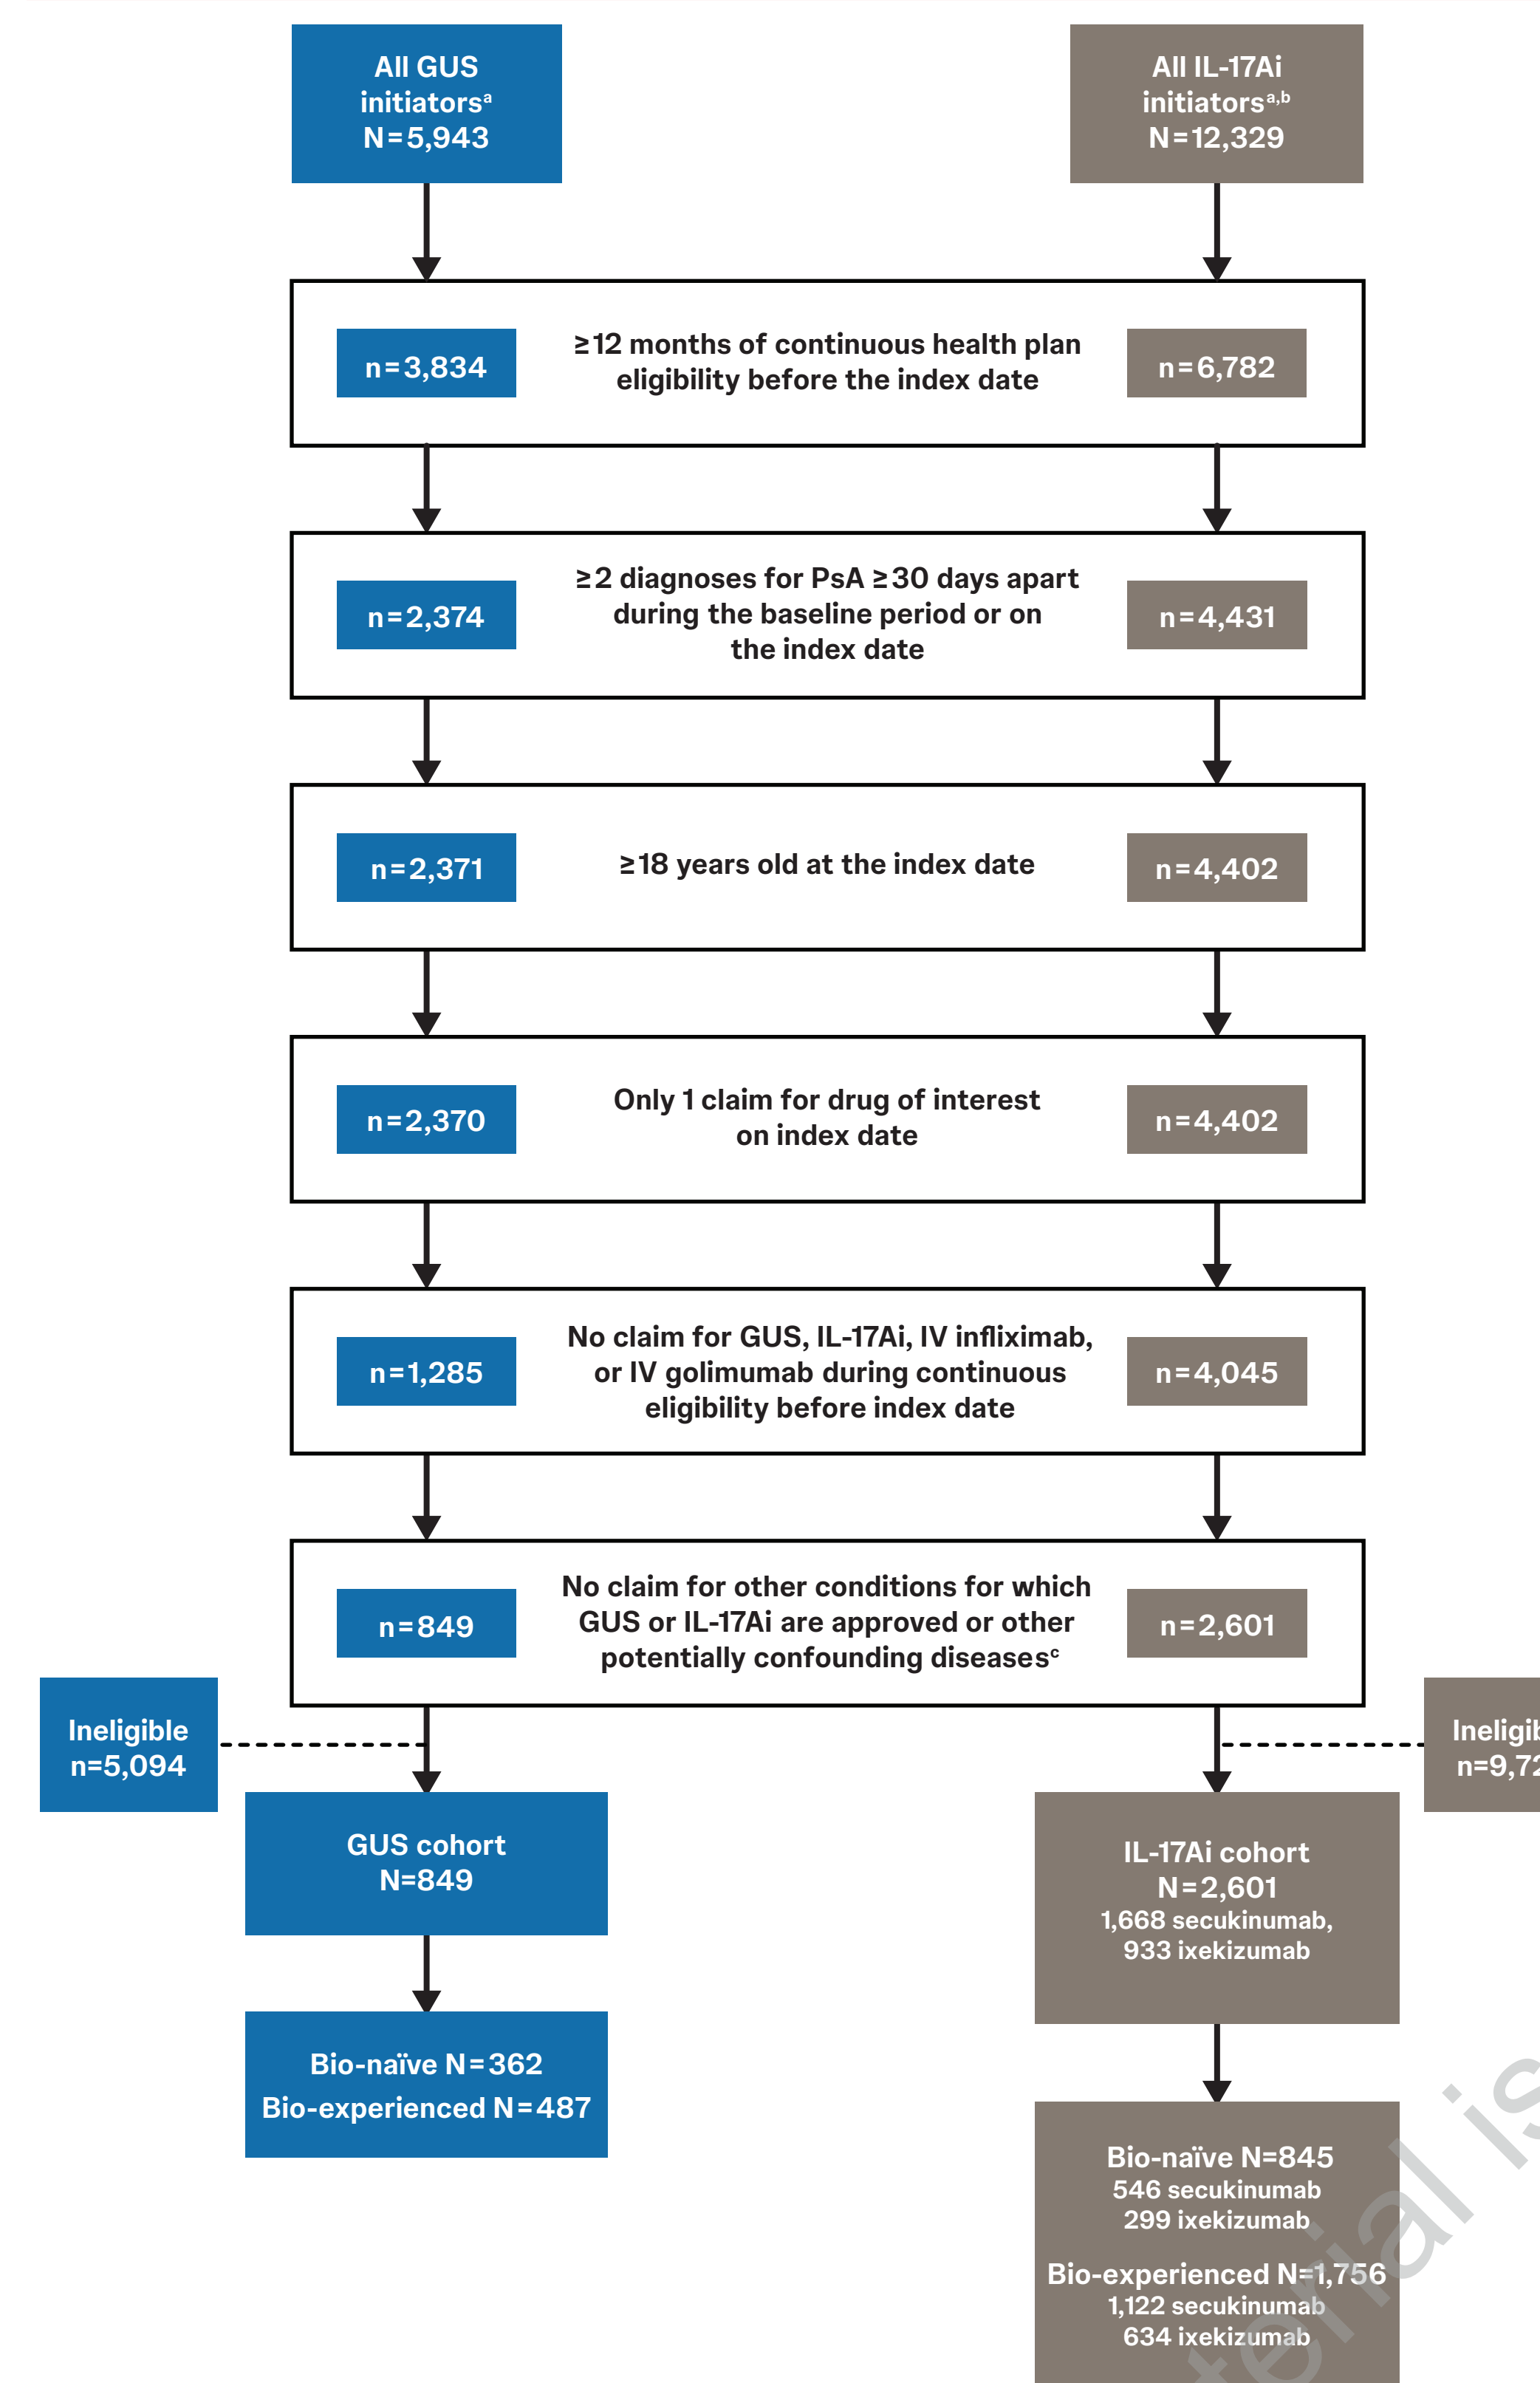 All GUS
initiatorsᵃ
N=5,943
All IL-17Ai
initiatorsᵃ,ᵇ
N=12,329
n=3,834
≥12 months of continuous health plan
eligibility before the index date
n=6,782
n=2,374
≥2 diagnoses for PsA ≥30 days apart
during the baseline period or on
the index date
n=4,431
n=2,371
≥18 years old at the index date
n=4,402
n=2,370
Only 1 claim for drug of interest
on index date
n=4,402
n=1,285
No claim for GUS, IL-17Ai, IV infliximab,
or IV golimumab during continuous
eligibility before index date
n=4,045
n=849
No claim for other conditions for which
GUS or IL-17Ai are approved or other
potentially confounding diseasesᶜ
n=2,601
Ineligible
n=5,094
GUS cohort
N=849
IL-17Ai cohort
N=2,601
1,668 secukinumab,
933 ixekizumab
Bio-naïve N=362
Bio-experienced N=487
Bio-naïve N=845
546 secukinumab
299 ixekizumab
Bio-experienced N=1,756
1,122 secukinumab
634 ixekizumab
is